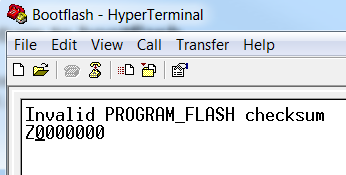 Bootflash - HyperTerminal
File Edit View Call Transfer Help
Invalid PROGRAM_FLASH checksum
Z0000000